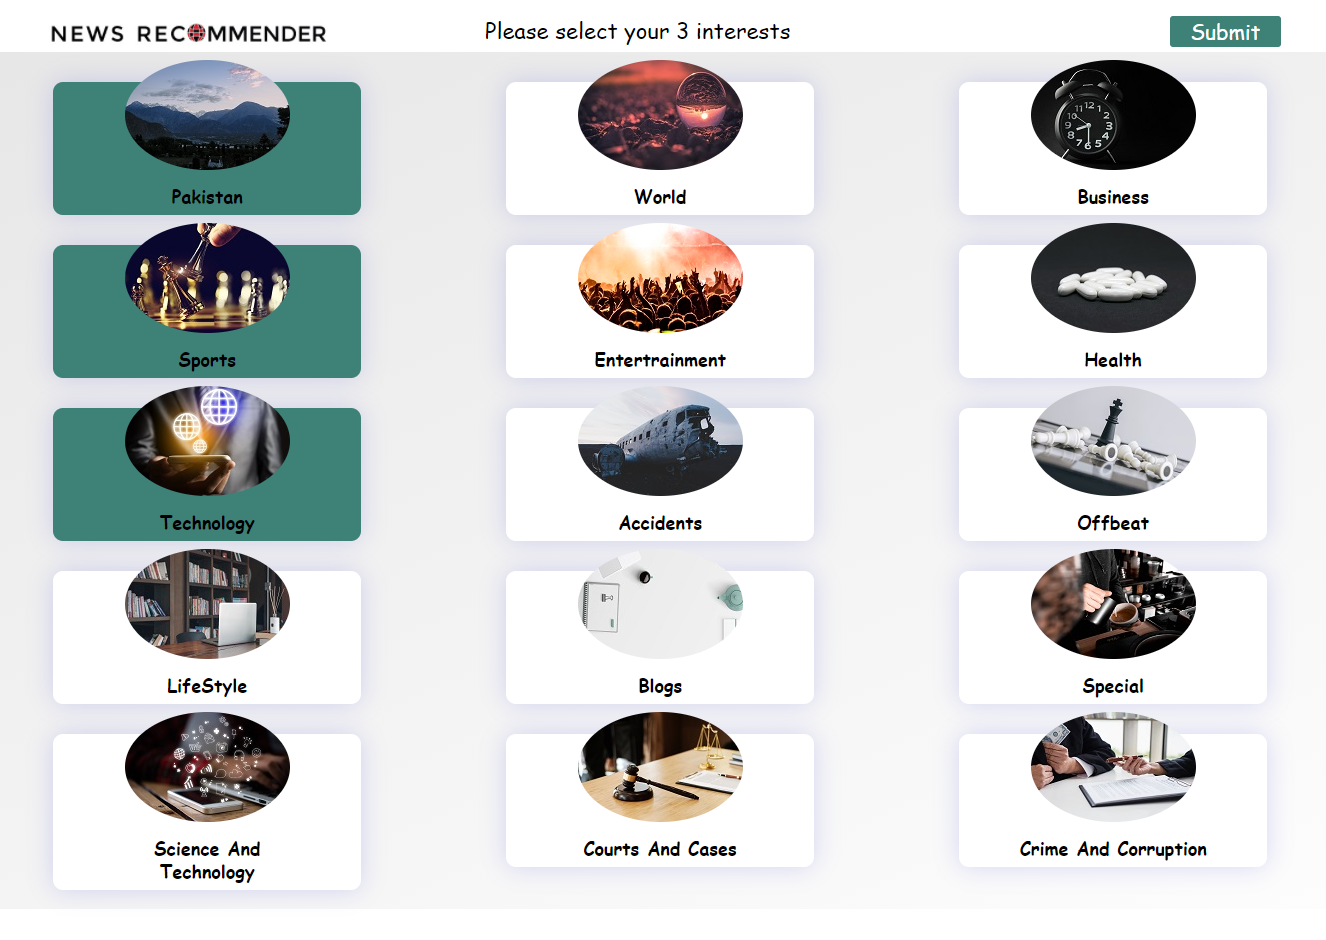 NEWS RECOMMENDER
Please select your 3 interests
Submit
Pakistan
World
Business
Sports
Entertrainment
Health
Technology
Accidents
Offbeat
LifeStyle
Blogs
Special
Science And
Technology
Courts And Cases
Crime And Corruption